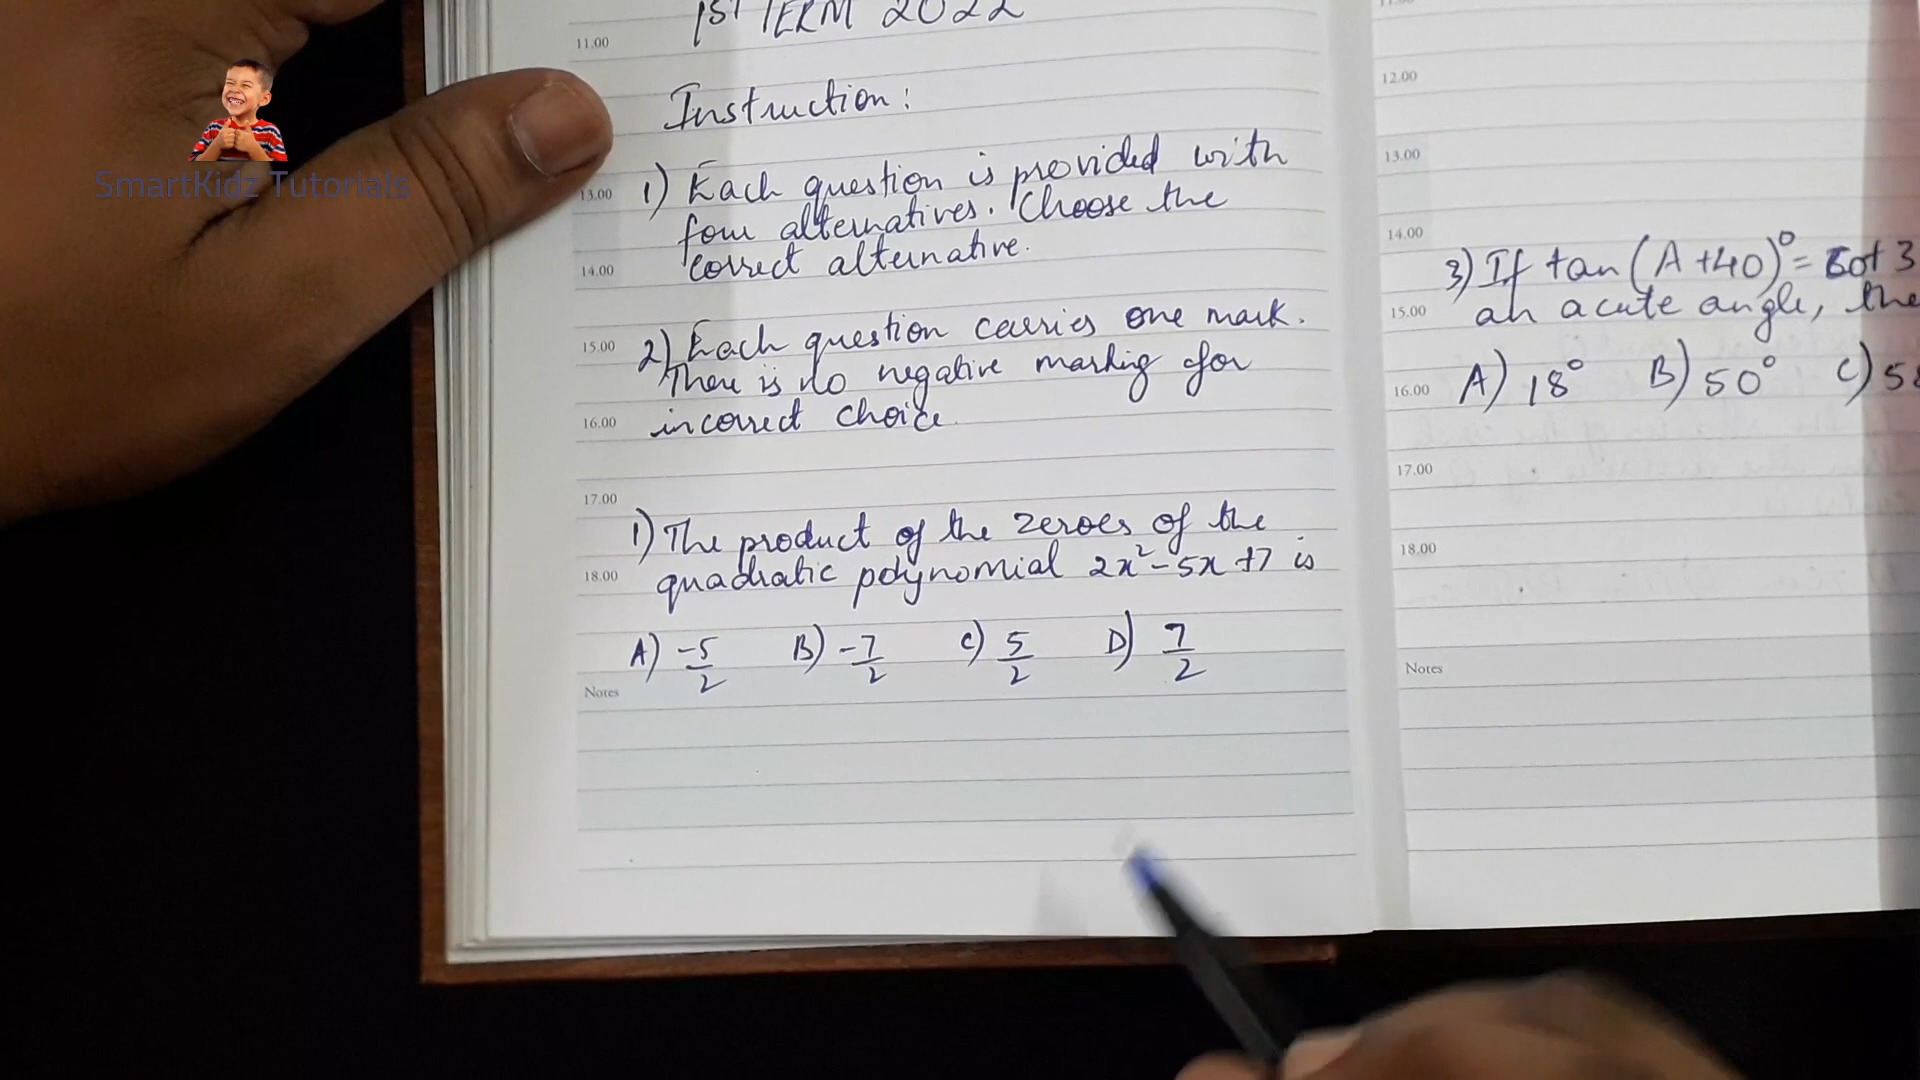 1ST TERM 2022
11.00
Instruction:
SmartKidz Tutorials
13.00
1) Each question is provided with
four alternatives. Choose the
correct alternative.
14.00
15.00
2) Each question carries one mark.
There is no negative marking for
incorrect choice.
16.00
17.00
1) The product of the zeroes of the
quadratic polynomial 2x² - 5x + 7 is
18.00
A) -5/2 B) -7/2 C) 5/2 D) 7/2
Notes
12.00
13.00
14.00
3) If tan (A+40)° = Cot 3
an acute angle, the
15.00
16.00
A) 18° B) 50° C) 5
17.00
18.00
Notes